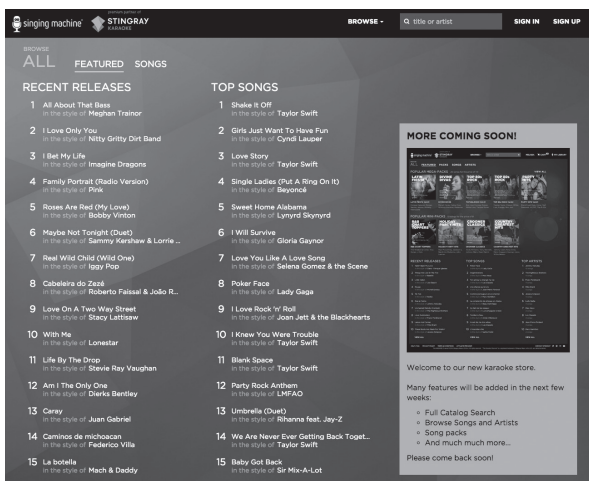 singing machine
premium partner of
STINGRAY
KARAOKE
BROWSE
title or artist
SIGN IN
SIGN UP
BROWSE
ALL
FEATURED
SONGS
RECENT RELEASES
1 All About That Bass
in the style of Meghan Trainor
2 I Love Only You
in the style of Nitty Gritty Dirt Band
3 I Bet My Life
in the style of Imagine Dragons
4 Family Portrait (Radio Version)
in the style of Pink
5 Roses Are Red (My Love)
in the style of Bobby Vinton
6 Maybe Not Tonight (Duet)
in the style of Sammy Kershaw & Lorrie ...
7 Real Wild Child (Wild One)
in the style of Iggy Pop
8 Cabeleira do Zezé
in the style of Roberto Faissal & João R...
9 Love On A Two Way Street
in the style of Stacy Lattisaw
10 With Me
in the style of Lonestar
11 Life By The Drop
in the style of Stevie Ray Vaughan
12 Am I The Only One
in the style of Dierks Bentley
13 Caray
in the style of Juan Gabriel
14 Caminos de michoacan
in the style of Federico Villa
15 La botella
in the style of Mach & Daddy
TOP SONGS
1 Shake It Off
in the style of Taylor Swift
2 Girls Just Want To Have Fun
in the style of Cyndi Lauper
3 Love Story
in the style of Taylor Swift
4 Single Ladies (Put A Ring On It)
in the style of Beyoncé
5 Sweet Home Alabama
in the style of Lynyrd Skynyrd
6 I Will Survive
in the style of Gloria Gaynor
7 Love You Like A Love Song
in the style of Selena Gomez & the Scene
8 Poker Face
in the style of Lady Gaga
9 I Love Rock 'n' Roll
in the style of Joan Jett & the Blackhearts
10 I Knew You Were Trouble
in the style of Taylor Swift
11 Blank Space
in the style of Taylor Swift
12 Party Rock Anthem
in the style of LMFAO
13 Umbrella (Duet)
in the style of Rihanna feat. Jay-Z
14 We Are Never Ever Getting Back Toget...
in the style of Taylor Swift
15 Baby Got Back
in the style of Sir Mix-A-Lot
MORE COMING SOON!
RECENT RELEASES
TOP SONGS
TOP ARTISTS
Welcome to our new karaoke store.
Many features will be added in the next few
weeks:
Full Catalog Search
Browse Songs and Artists
Song packs
And much much more...
Please come back soon!